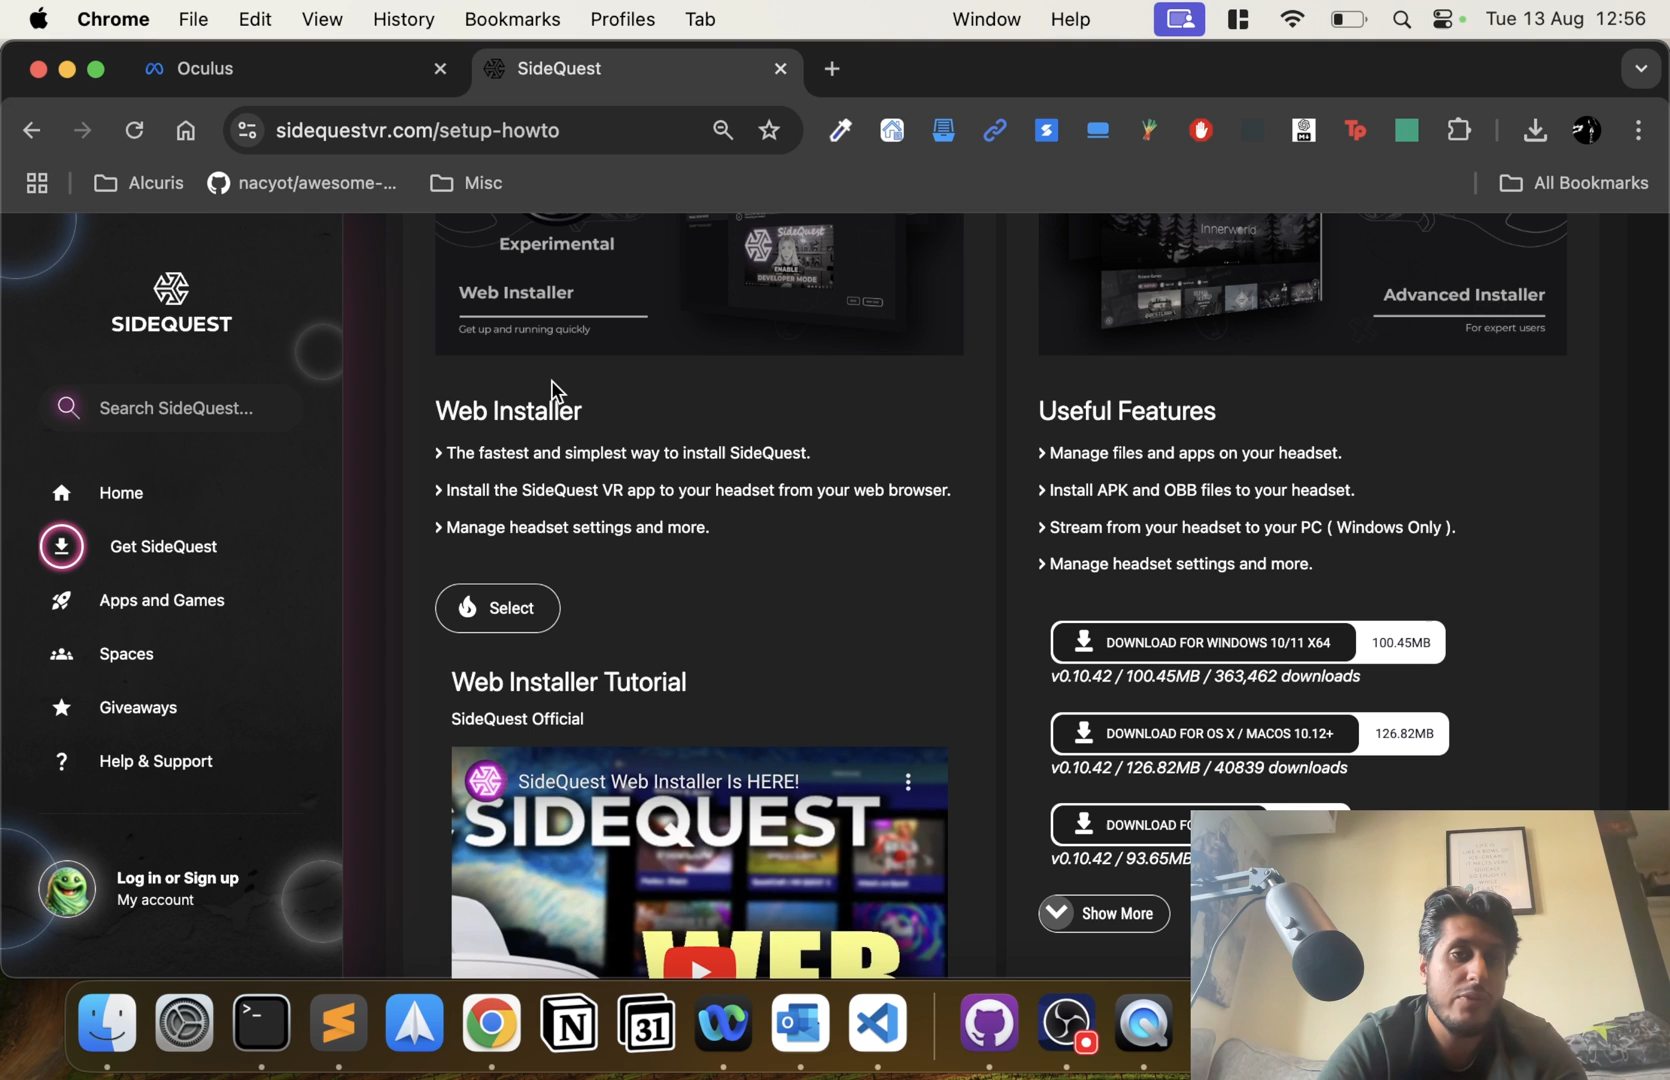 Chrome File Edit View History Bookmarks Profiles Tab Window Help Tue 13 Aug 12:56
Oculus
SideQuest
sidequestvr.com/setup-howto
Alcuris
nacyot/awesome-...
Misc
All Bookmarks
SIDEQUEST
Search SideQuest...
Home
Get SideQuest
Apps and Games
Spaces
Giveaways
Help & Support
Log in or Sign up
My account
Experimental
Web Installer
Get up and running quickly
SideQuest
ENABLE
DEVELOPER MODE
Web Installer
› The fastest and simplest way to install SideQuest.
› Install the SideQuest VR app to your headset from your web browser.
› Manage headset settings and more.
Select
Web Installer Tutorial
SideQuest Official
SideQuest Web Installer Is HERE!
SIDEQUEST
WEB
Innerworld
Advanced Installer
For expert users
Useful Features
› Manage files and apps on your headset.
› Install APK and OBB files to your headset.
› Stream from your headset to your PC ( Windows Only ).
› Manage headset settings and more.
DOWNLOAD FOR WINDOWS 10/11 X64 100.45MB
v0.10.42 / 100.45MB / 363,462 downloads
DOWNLOAD FOR OS X / MACOS 10.12+ 126.82MB
v0.10.42 / 126.82MB / 40839 downloads
DOWNLOAD FO
v0.10.42 / 93.65MB
Show More
31